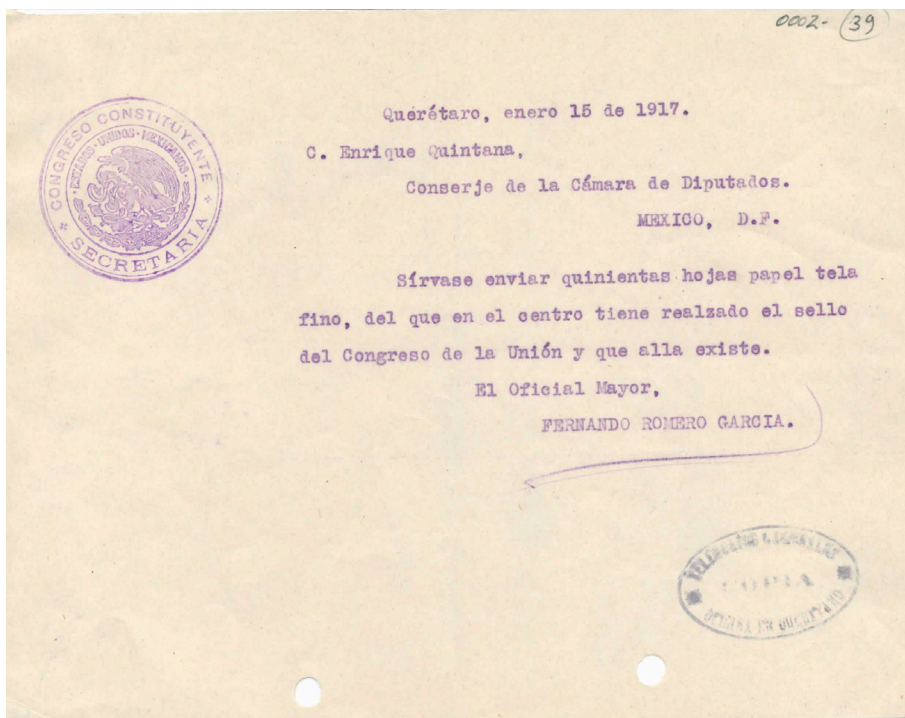 0002- 39
CONGRESO CONSTITUYENTE
ESTADOS UNIDOS MEXICANOS
SECRETARIA
Querétaro, enero 15 de 1917.
C. Enrique Quintana,
Conserje de la Cámara de Diputados.
MEXICO, D.F.
Sírvase enviar quinientas hojas papel tela
fino, del que en el centro tiene realzado el sello
del Congreso de la Unión y que alla existe.
El Oficial Mayor,
FERNANDO ROMERO GARCIA.